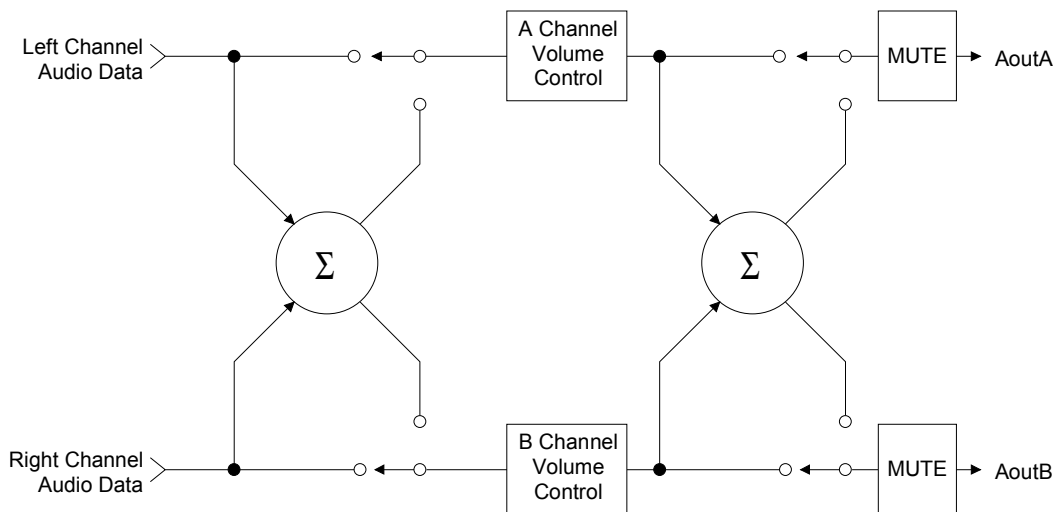 Left Channel
Audio Data
A Channel
Volume
Control
MUTE
AoutA
Σ
Σ
Right Channel
Audio Data
B Channel
Volume
Control
MUTE
AoutB